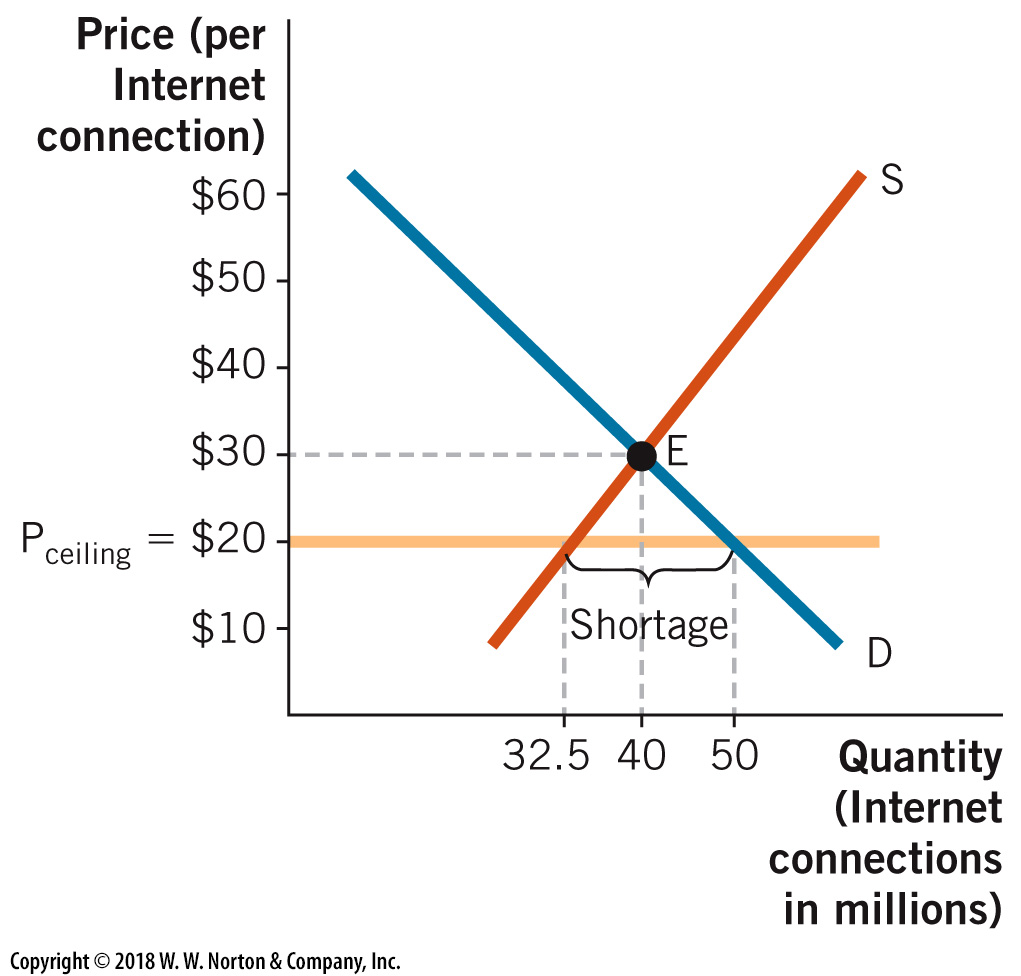 Price (per
Internet
connection)
$60
$50
$40
$30
P ceiling = $20
$10
S
E
Shortage
D
32.5 40 50
Quantity
(Internet
connections
in millions)
Copyright © 2018 W. W. Norton & Company, Inc.